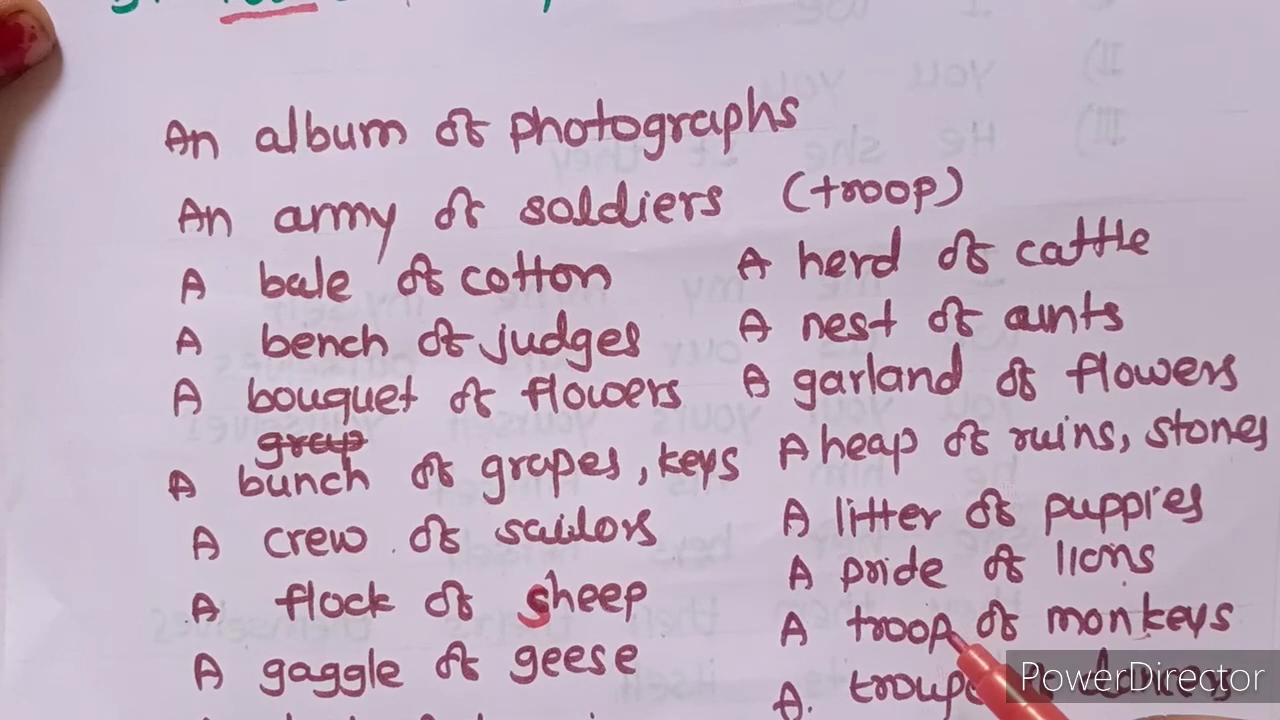 An album of photographs
An army of soldiers (troop)
A bale of cotton
A bench of judges
A bouquet of flowers
A bunch of grapes, keys
A crew of sailors
A flock of sheep
A gaggle of geese
A herd of cattle
A nest of aunts
A garland of flowers
A heap of ruins, stones
A litter of puppies
A pride of lions
A troop of monkeys
A troupe dancers
PowerDirector